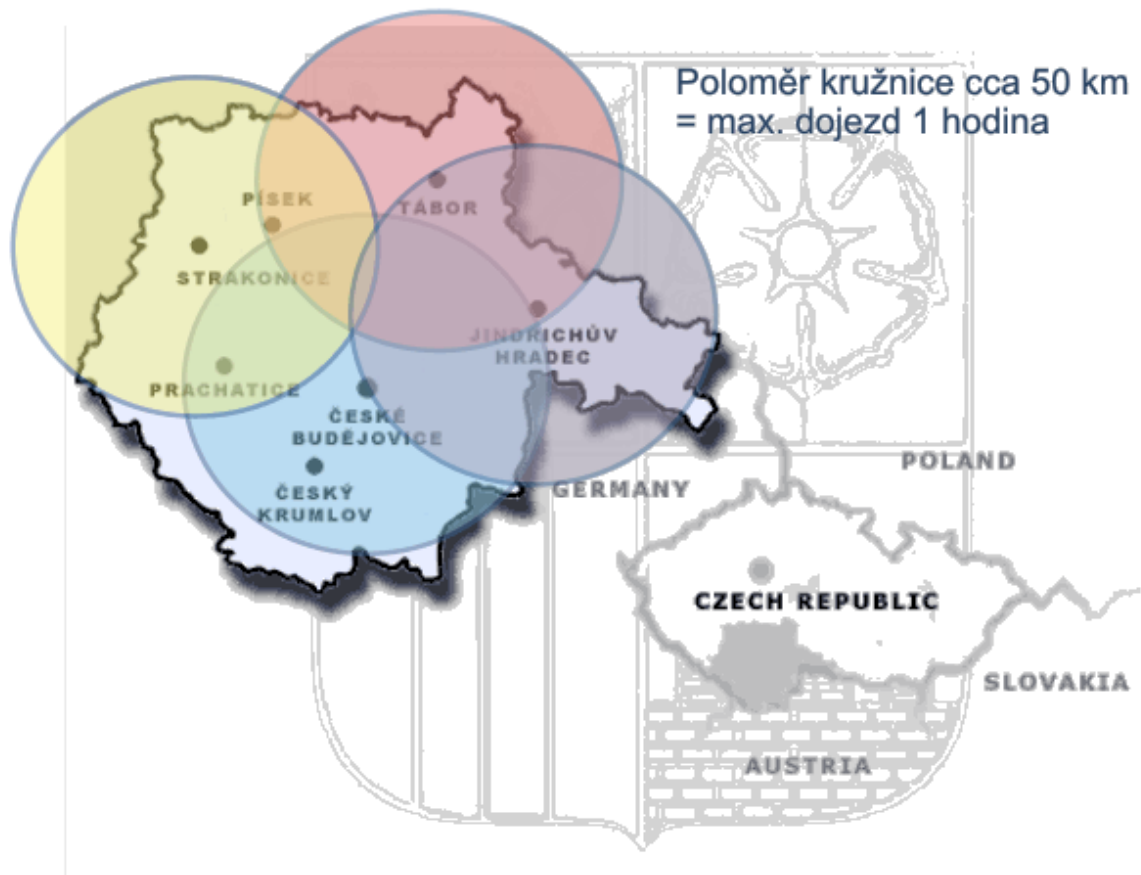 Poloměr kružnice cca 50 km
= max. dojezd 1 hodina
PÍSEK
TÁBOR
STRAKONICE
JINDRICHŮV
HRADEC
PRACHATICE
ČESKÉ
BUDĚJOVICE
ČESKÝ
KRUMLOV
POLAND
GERMANY
CZECH REPUBLIC
SLOVAKIA
AUSTRIA